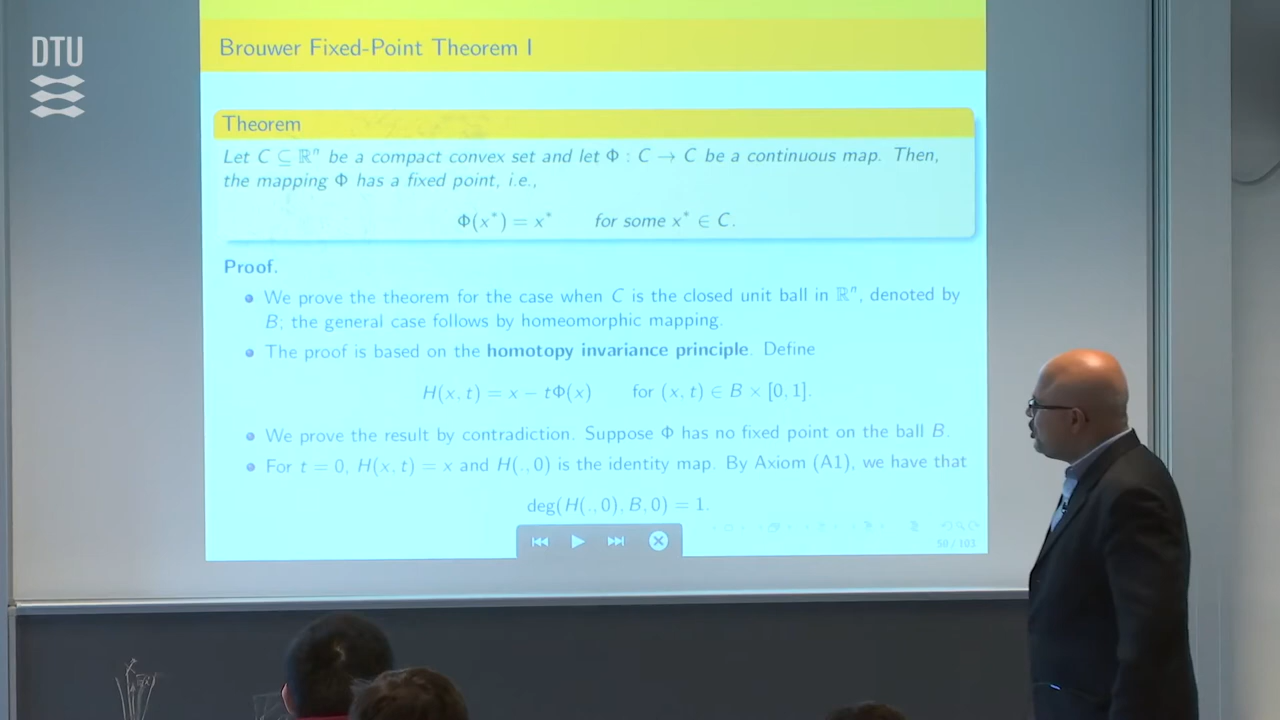 DTU
Brouwer Fixed-Point Theorem I
Theorem
Let C ⊆ ℝⁿ be a compact convex set and let Φ : C → C be a continuous map. Then,
the mapping Φ has a fixed point, i.e.,
Φ(x*) = x* for some x* ∈ C.
Proof.
We prove the theorem for the case when C is the closed unit ball in ℝⁿ, denoted by
B; the general case follows by homeomorphic mapping.
The proof is based on the homotopy invariance principle. Define
H(x, t) = x − tΦ(x) for (x, t) ∈ B × [0, 1].
We prove the result by contradiction. Suppose Φ has no fixed point on the ball B.
For t = 0, H(x, t) = x and H(., 0) is the identity map. By Axiom (A1), we have that
deg(H(., 0), B, 0) = 1.
50 / 103